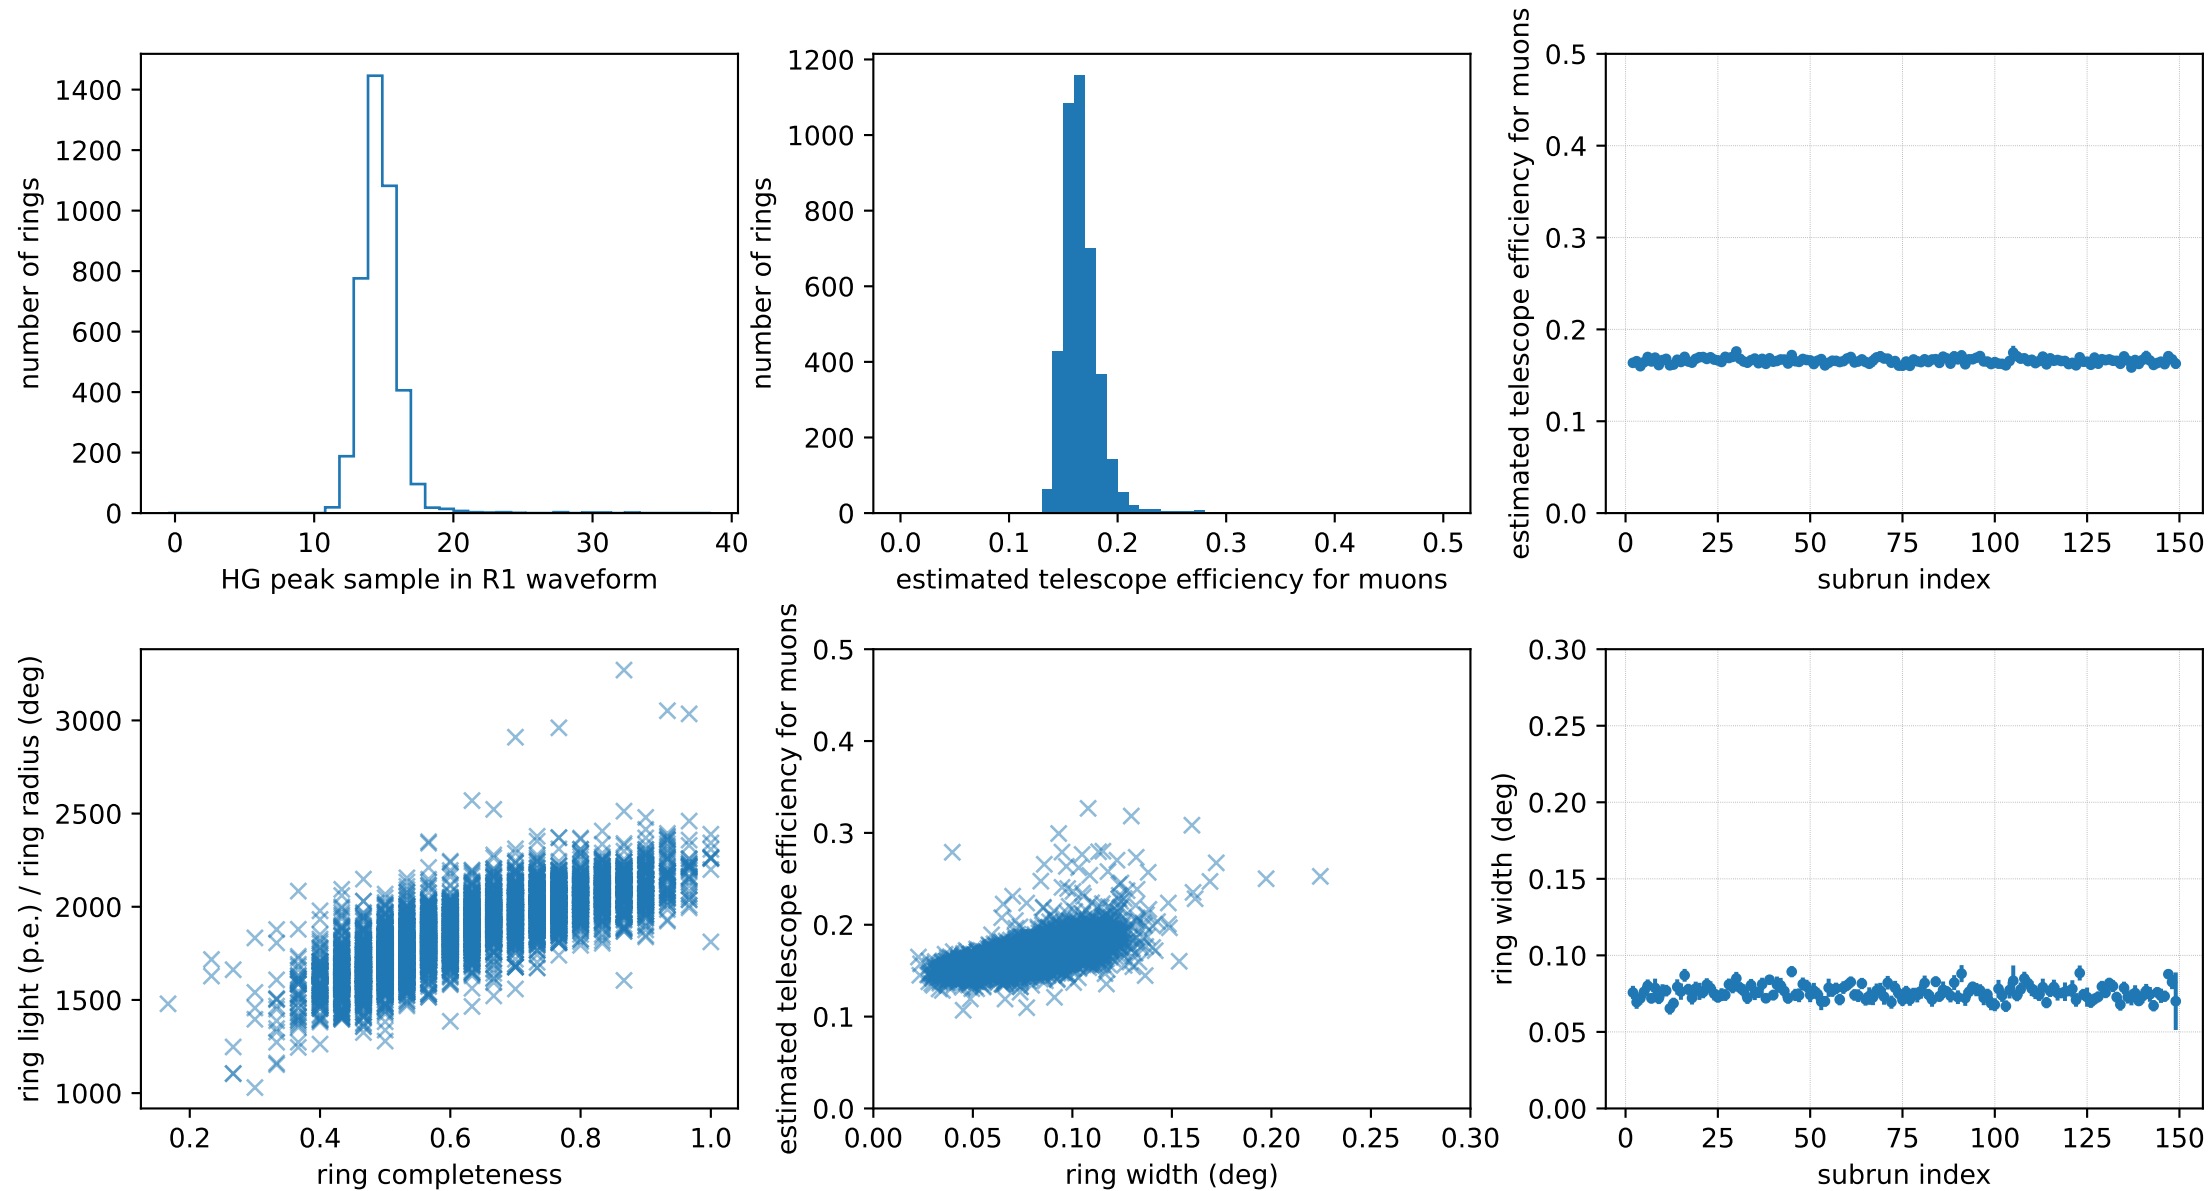 number of rings
1400
1200
1000
800
600
400
200
0
0 10 20 30 40
HG peak sample in R1 waveform
number of rings
1200
1000
800
600
400
200
0
0.0 0.1 0.2 0.3 0.4 0.5
estimated telescope efficiency for muons
estimated telescope efficiency for muons
0.5
0.4
0.3
0.2
0.1
0.0
0 25 50 75 100 125 150
subrun index
ring light (p.e.) / ring radius (deg)
3000
2500
2000
1500
1000
0.2 0.4 0.6 0.8 1.0
ring completeness
estimated telescope efficiency for muons
0.5
0.4
0.3
0.2
0.1
0.0
0.00 0.05 0.10 0.15 0.20 0.25 0.30
ring width (deg)
ring width (deg)
0.30
0.25
0.20
0.15
0.10
0.05
0.00
0 25 50 75 100 125 150
subrun index